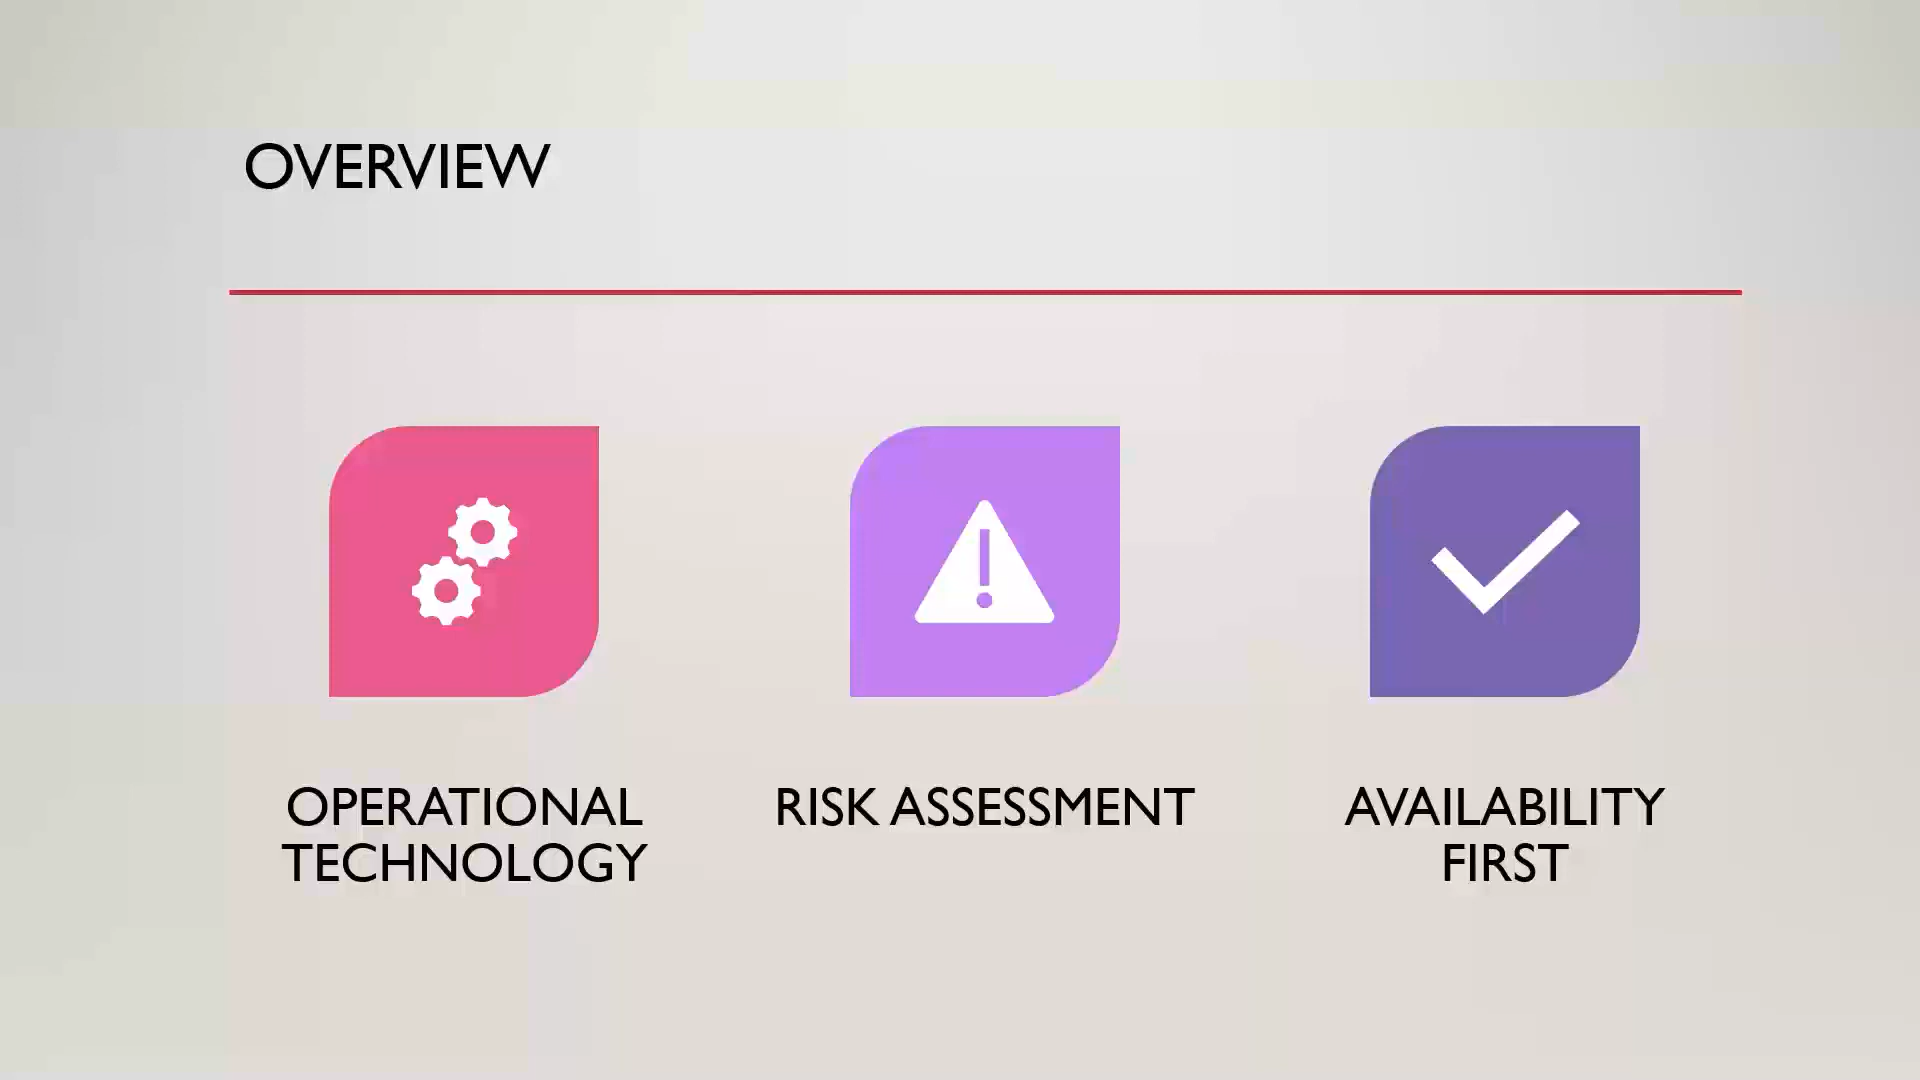 OVERVIEW
OPERATIONAL
TECHNOLOGY
RISK ASSESSMENT
AVAILABILITY
FIRST